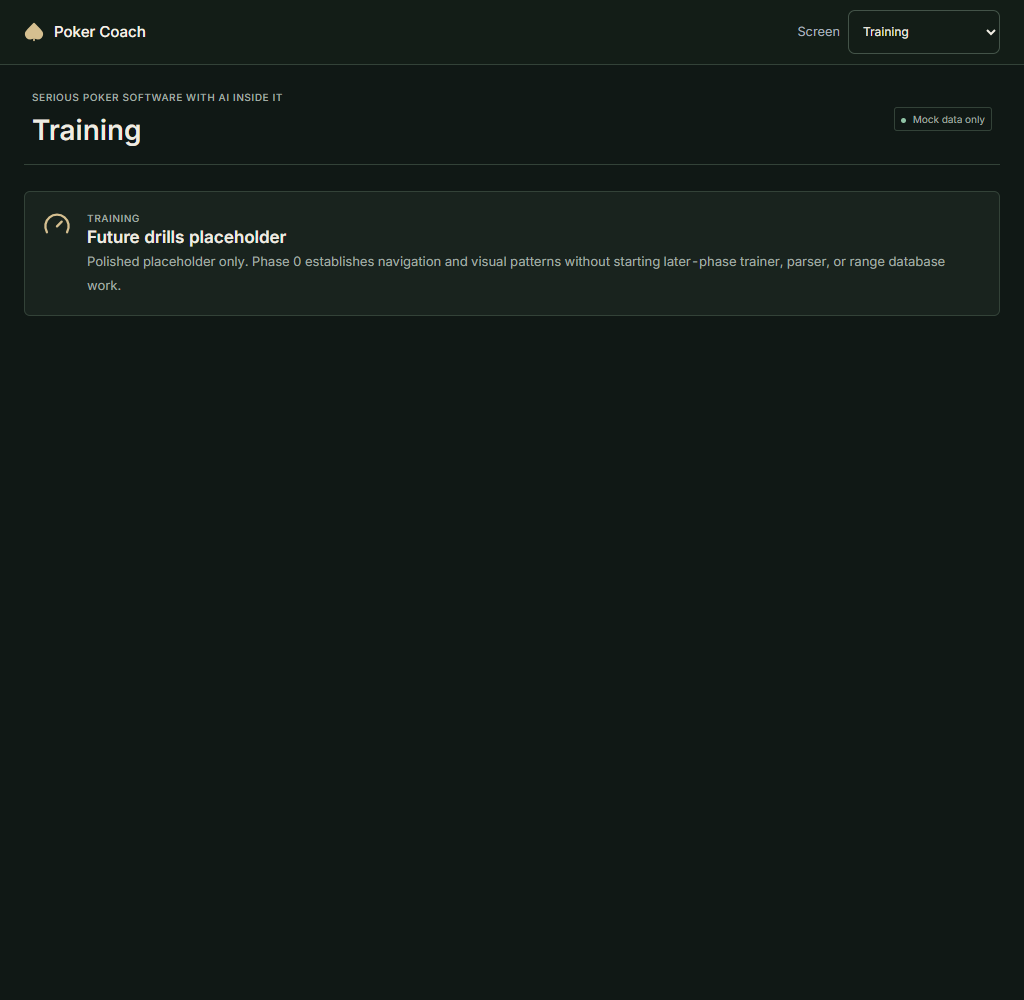 Poker Coach
Screen
Training
SERIOUS POKER SOFTWARE WITH AI INSIDE IT
Training
Mock data only
TRAINING
Future drills placeholder
Polished placeholder only. Phase 0 establishes navigation and visual patterns without starting later-phase trainer, parser, or range database
work.